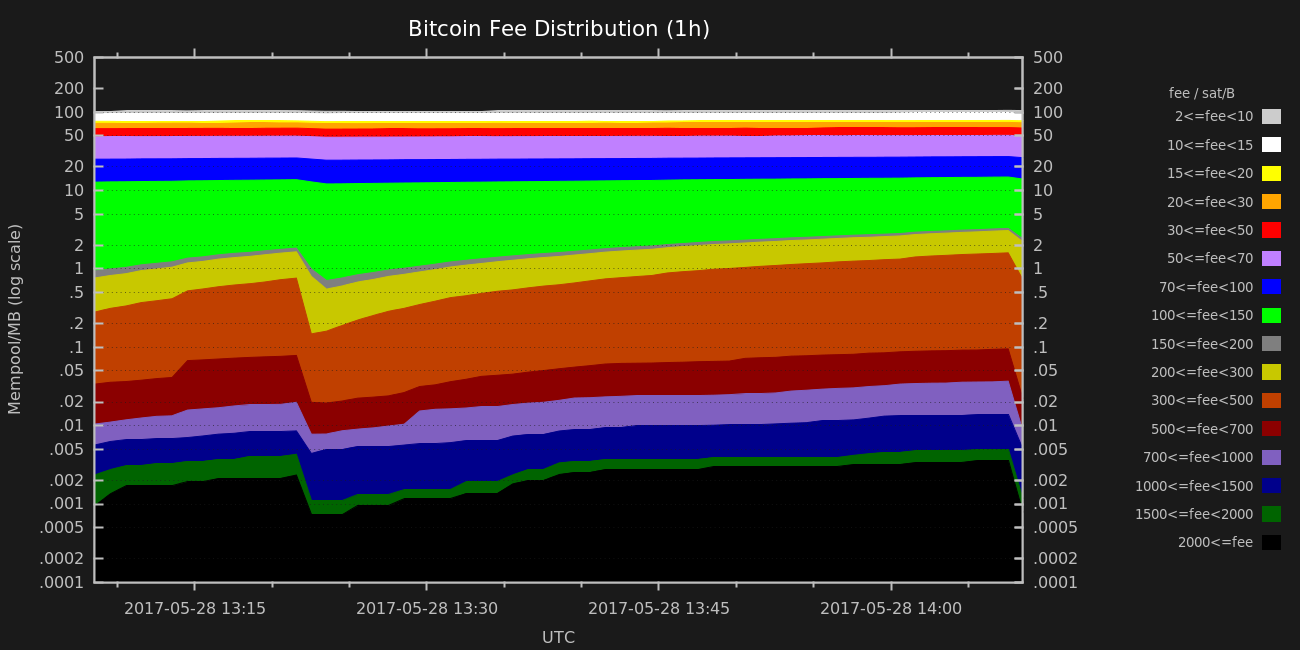 Bitcoin Fee Distribution (1h)
Mempool/MB (log scale)
500
200
100
50
20
10
5
2
1
.5
.2
.1
.05
.02
.01
.005
.002
.001
.0005
.0002
.0001
500
200
100
50
20
10
5
2
1
.5
.2
.1
.05
.02
.01
.005
.002
.001
.0005
.0002
.0001
2017-05-28 13:15
2017-05-28 13:30
2017-05-28 13:45
2017-05-28 14:00
UTC
fee / sat/B
2<=fee<10
10<=fee<15
15<=fee<20
20<=fee<30
30<=fee<50
50<=fee<70
70<=fee<100
100<=fee<150
150<=fee<200
200<=fee<300
300<=fee<500
500<=fee<700
700<=fee<1000
1000<=fee<1500
1500<=fee<2000
2000<=fee